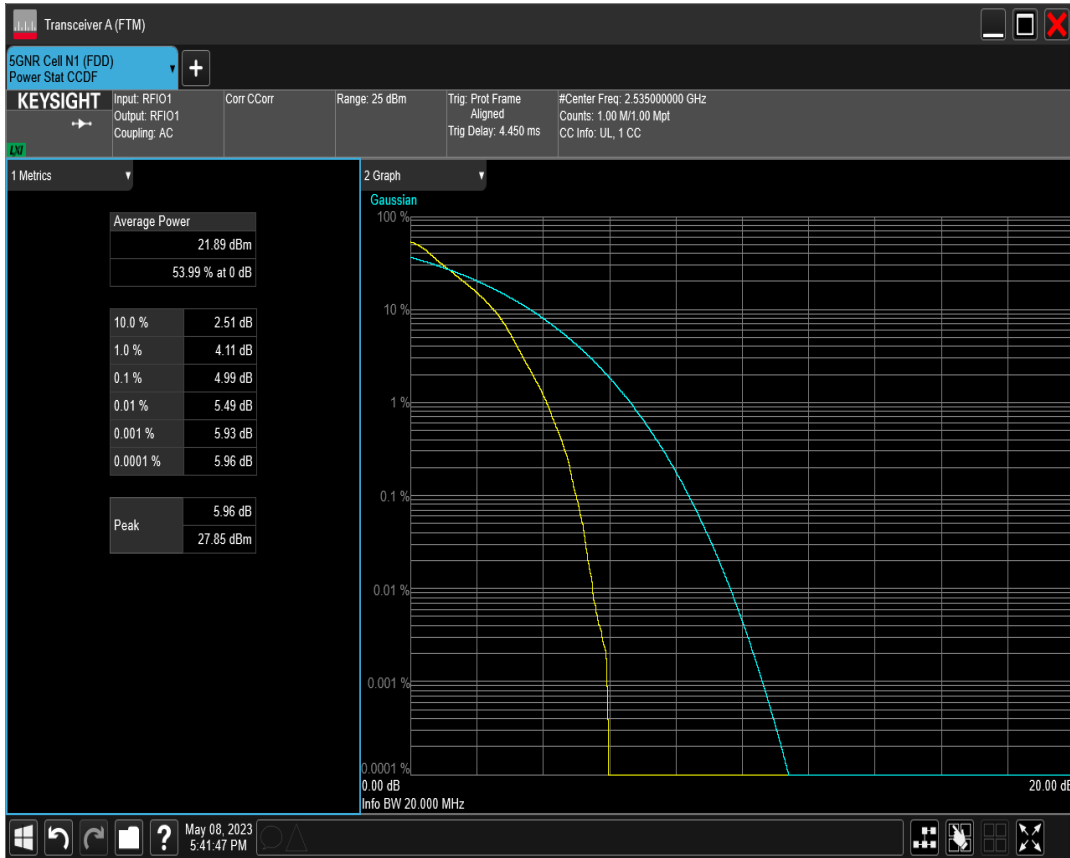 Transceiver A (FTM)
5GNR Cell N1 (FDD)
Power Stat CCDF
+
KEYSIGHT
LXI
Input: RFIO1
Output: RFIO1
Coupling: AC
Corr CCorr
Range: 25 dBm
Trig: Prot Frame
Aligned
Trig Delay: 4.450 ms
#Center Freq: 2.535000000 GHz
Counts: 1.00 M/1.00 Mpt
CC Info: UL, 1 CC
1 Metrics
Average Power
21.89 dBm
53.99 % at 0 dB
10.0 % 2.51 dB
1.0 % 4.11 dB
0.1 % 4.99 dB
0.01 % 5.49 dB
0.001 % 5.93 dB
0.0001 % 5.96 dB
Peak
5.96 dB
27.85 dBm
2 Graph
Gaussian
100 %
10 %
1 %
0.1 %
0.01 %
0.001 %
0.0001 %
0.00 dB
20.00 dB
Info BW 20.000 MHz
?
May 08, 2023
5:41:47 PM